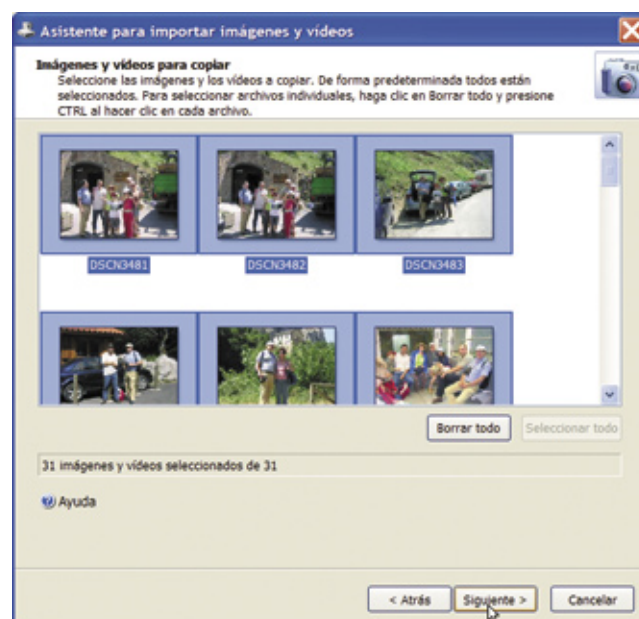 Asistente para importar imágenes y vídeos
Imágenes y vídeos para copiar
Seleccione las imágenes y los vídeos a copiar. De forma predeterminada todos están
seleccionados. Para seleccionar archivos individuales, haga clic en Borrar todo y presione
CTRL al hacer clic en cada archivo.
DSCN3481 DSCN3482 DSCN3483
Borrar todo Seleccionar todo
31 imágenes y vídeos seleccionados de 31
Ayuda
< Atrás Siguiente > Cancelar